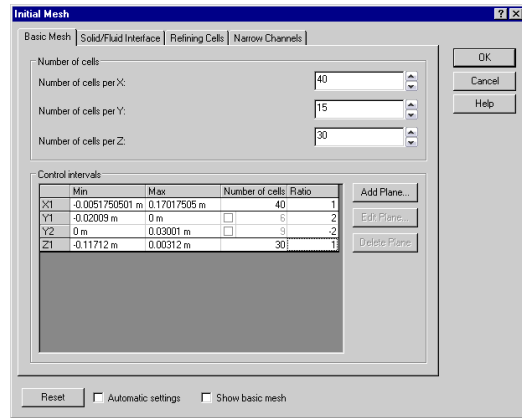 Initial Mesh
Basic Mesh Solid/Fluid Interface Refining Cells Narrow Channels
Number of cells
Number of cells per X: 40
Number of cells per Y: 15
Number of cells per Z: 30
OK
Cancel
Help
Control intervals
Min Max Number of cells Ratio
X1 -0.0051750501 m 0.17017505 m 40 1
Y1 -0.02009 m 0 m 6 2
Y2 0 m 0.03001 m 9 -2
Z1 -0.11712 m 0.00312 m 30 1
Add Plane...
Edit Plane...
Delete Plane
Reset Automatic settings Show basic mesh